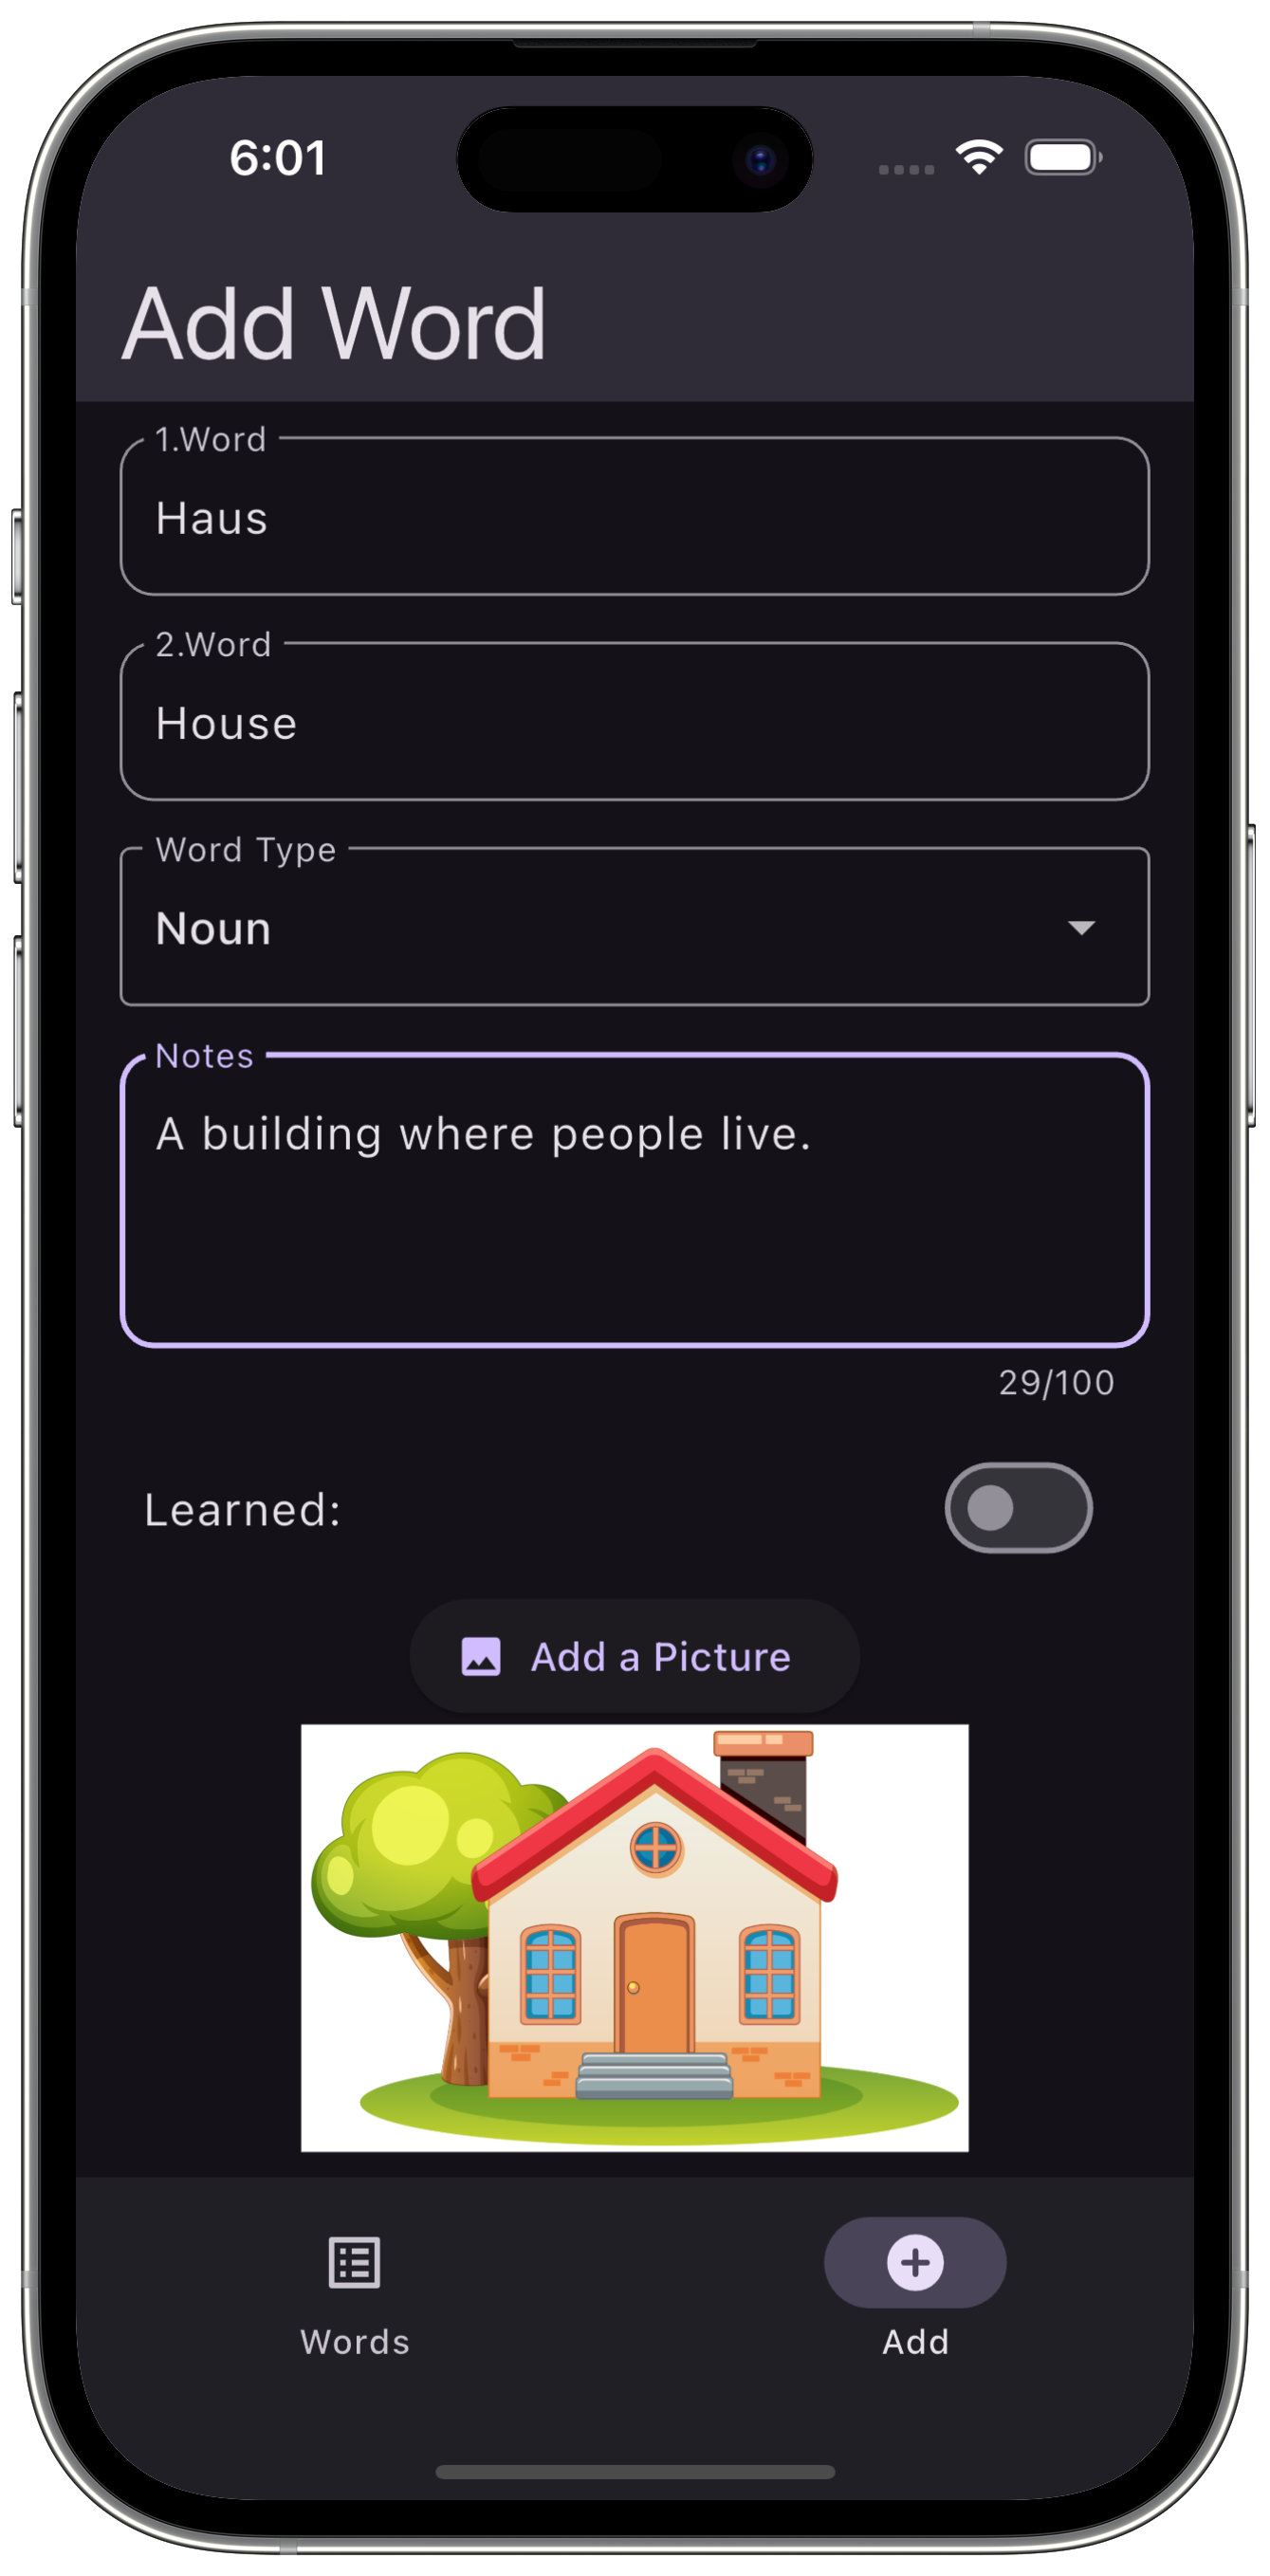 6:01
Add Word
1.Word
Haus
2.Word
House
Word Type
Noun
Notes
A building where people live.
29/100
Learned:
Add a Picture
Words
Add